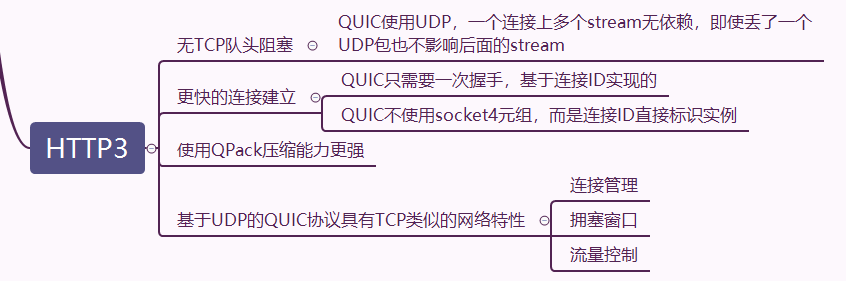 HTTP3
无TCP队头阻塞
QUIC使用UDP，一个连接上多个stream无依赖，即使丢了一个
UDP包也不影响后面的stream
更快的连接建立
QUIC只需要一次握手，基于连接ID实现的
QUIC不使用socket4元组，而是连接ID直接标识实例
使用QPack压缩能力更强
基于UDP的QUIC协议具有TCP类似的网络特性
连接管理
拥塞窗口
流量控制